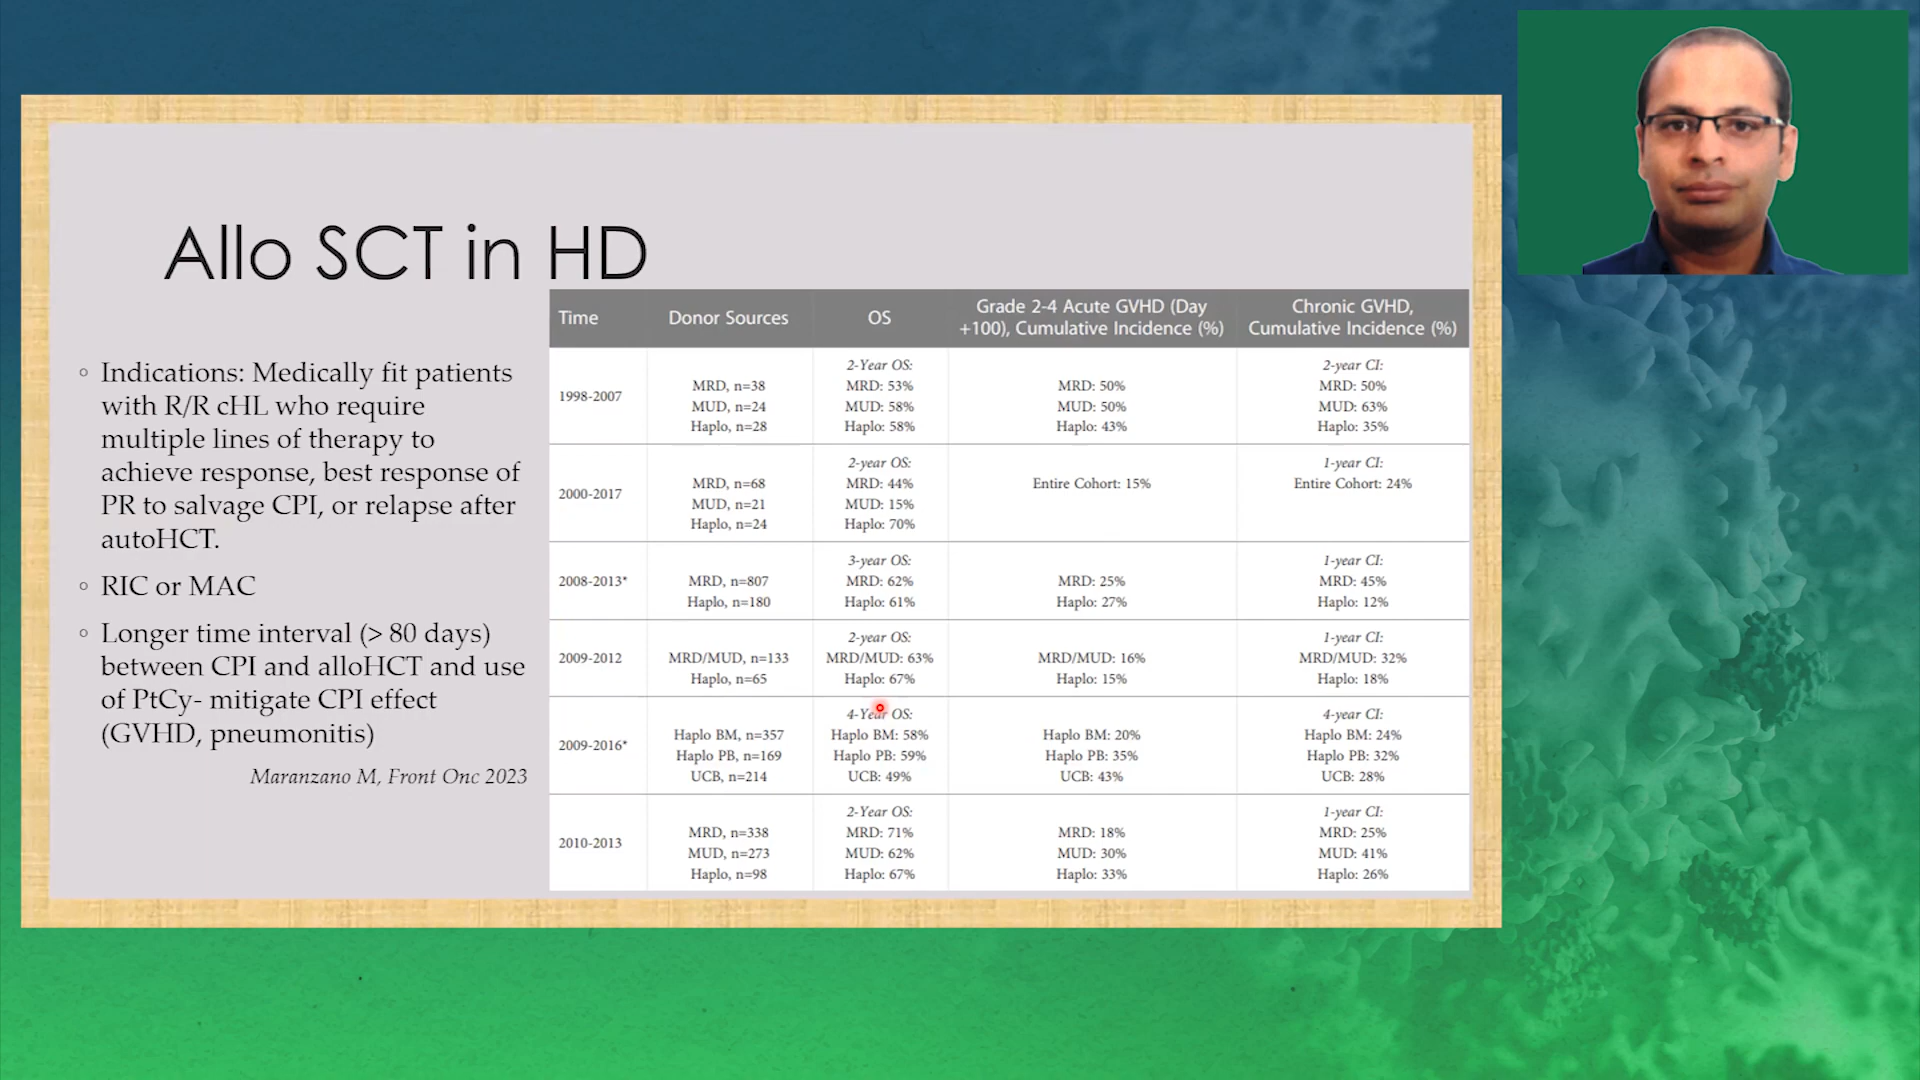 Allo SCT in HD
Indications: Medically fit patients
with R/R cHL who require
multiple lines of therapy to
achieve response, best response of
PR to salvage CPI, or relapse after
autoHCT.
RIC or MAC
Longer time interval (> 80 days)
between CPI and alloHCT and use
of PtCy- mitigate CPI effect
(GVHD, pneumonitis)
Maranzano M, Front Onc 2023
Time Donor Sources OS Grade 2-4 Acute GVHD (Day +100), Cumulative Incidence (%) Chronic GVHD, Cumulative Incidence (%)
1998-2007
MRD, n=38
MUD, n=24
Haplo, n=28
2-Year OS:
MRD: 53%
MUD: 58%
Haplo: 58%
MRD: 50%
MUD: 50%
Haplo: 43%
2-year CI:
MRD: 50%
MUD: 63%
Haplo: 35%
2000-2017
MRD, n=68
MUD, n=21
Haplo, n=24
2-year OS:
MRD: 44%
MUD: 15%
Haplo: 70%
Entire Cohort: 15%
1-year CI:
Entire Cohort: 24%
2008-2013*
MRD, n=807
Haplo, n=180
3-year OS:
MRD: 62%
Haplo: 61%
MRD: 25%
Haplo: 27%
1-year CI:
MRD: 45%
Haplo: 12%
2009-2012
MRD/MUD, n=133
Haplo, n=65
2-year OS:
MRD/MUD: 63%
Haplo: 67%
MRD/MUD: 16%
Haplo: 15%
1-year CI:
MRD/MUD: 32%
Haplo: 18%
2009-2016*
Haplo BM, n=357
Haplo PB, n=169
UCB, n=214
4-Year OS:
Haplo BM: 58%
Haplo PB: 59%
UCB: 49%
Haplo BM: 20%
Haplo PB: 35%
UCB: 43%
4-year CI:
Haplo BM: 24%
Haplo PB: 32%
UCB: 28%
2010-2013
MRD, n=338
MUD, n=273
Haplo, n=98
2-Year OS:
MRD: 71%
MUD: 62%
Haplo: 67%
MRD: 18%
MUD: 30%
Haplo: 33%
1-year CI:
MRD: 25%
MUD: 41%
Haplo: 26%